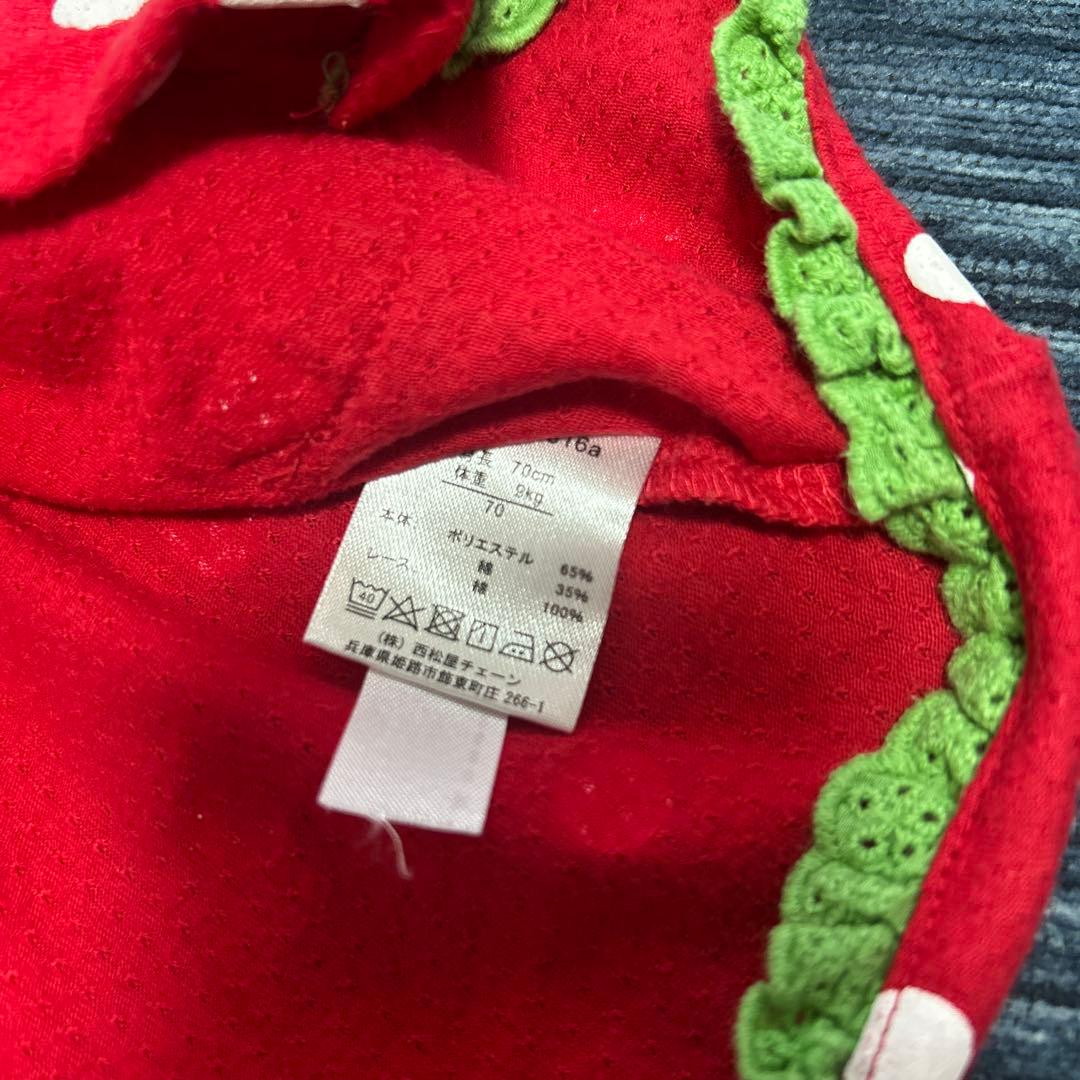 16a
身長 70cm
体重 9kg
70
本体 ポリエステル 65%
綿 35%
レース 綿 100%
40
(株) 西松屋チェーン
兵庫県姫路市飾東町庄 266-1